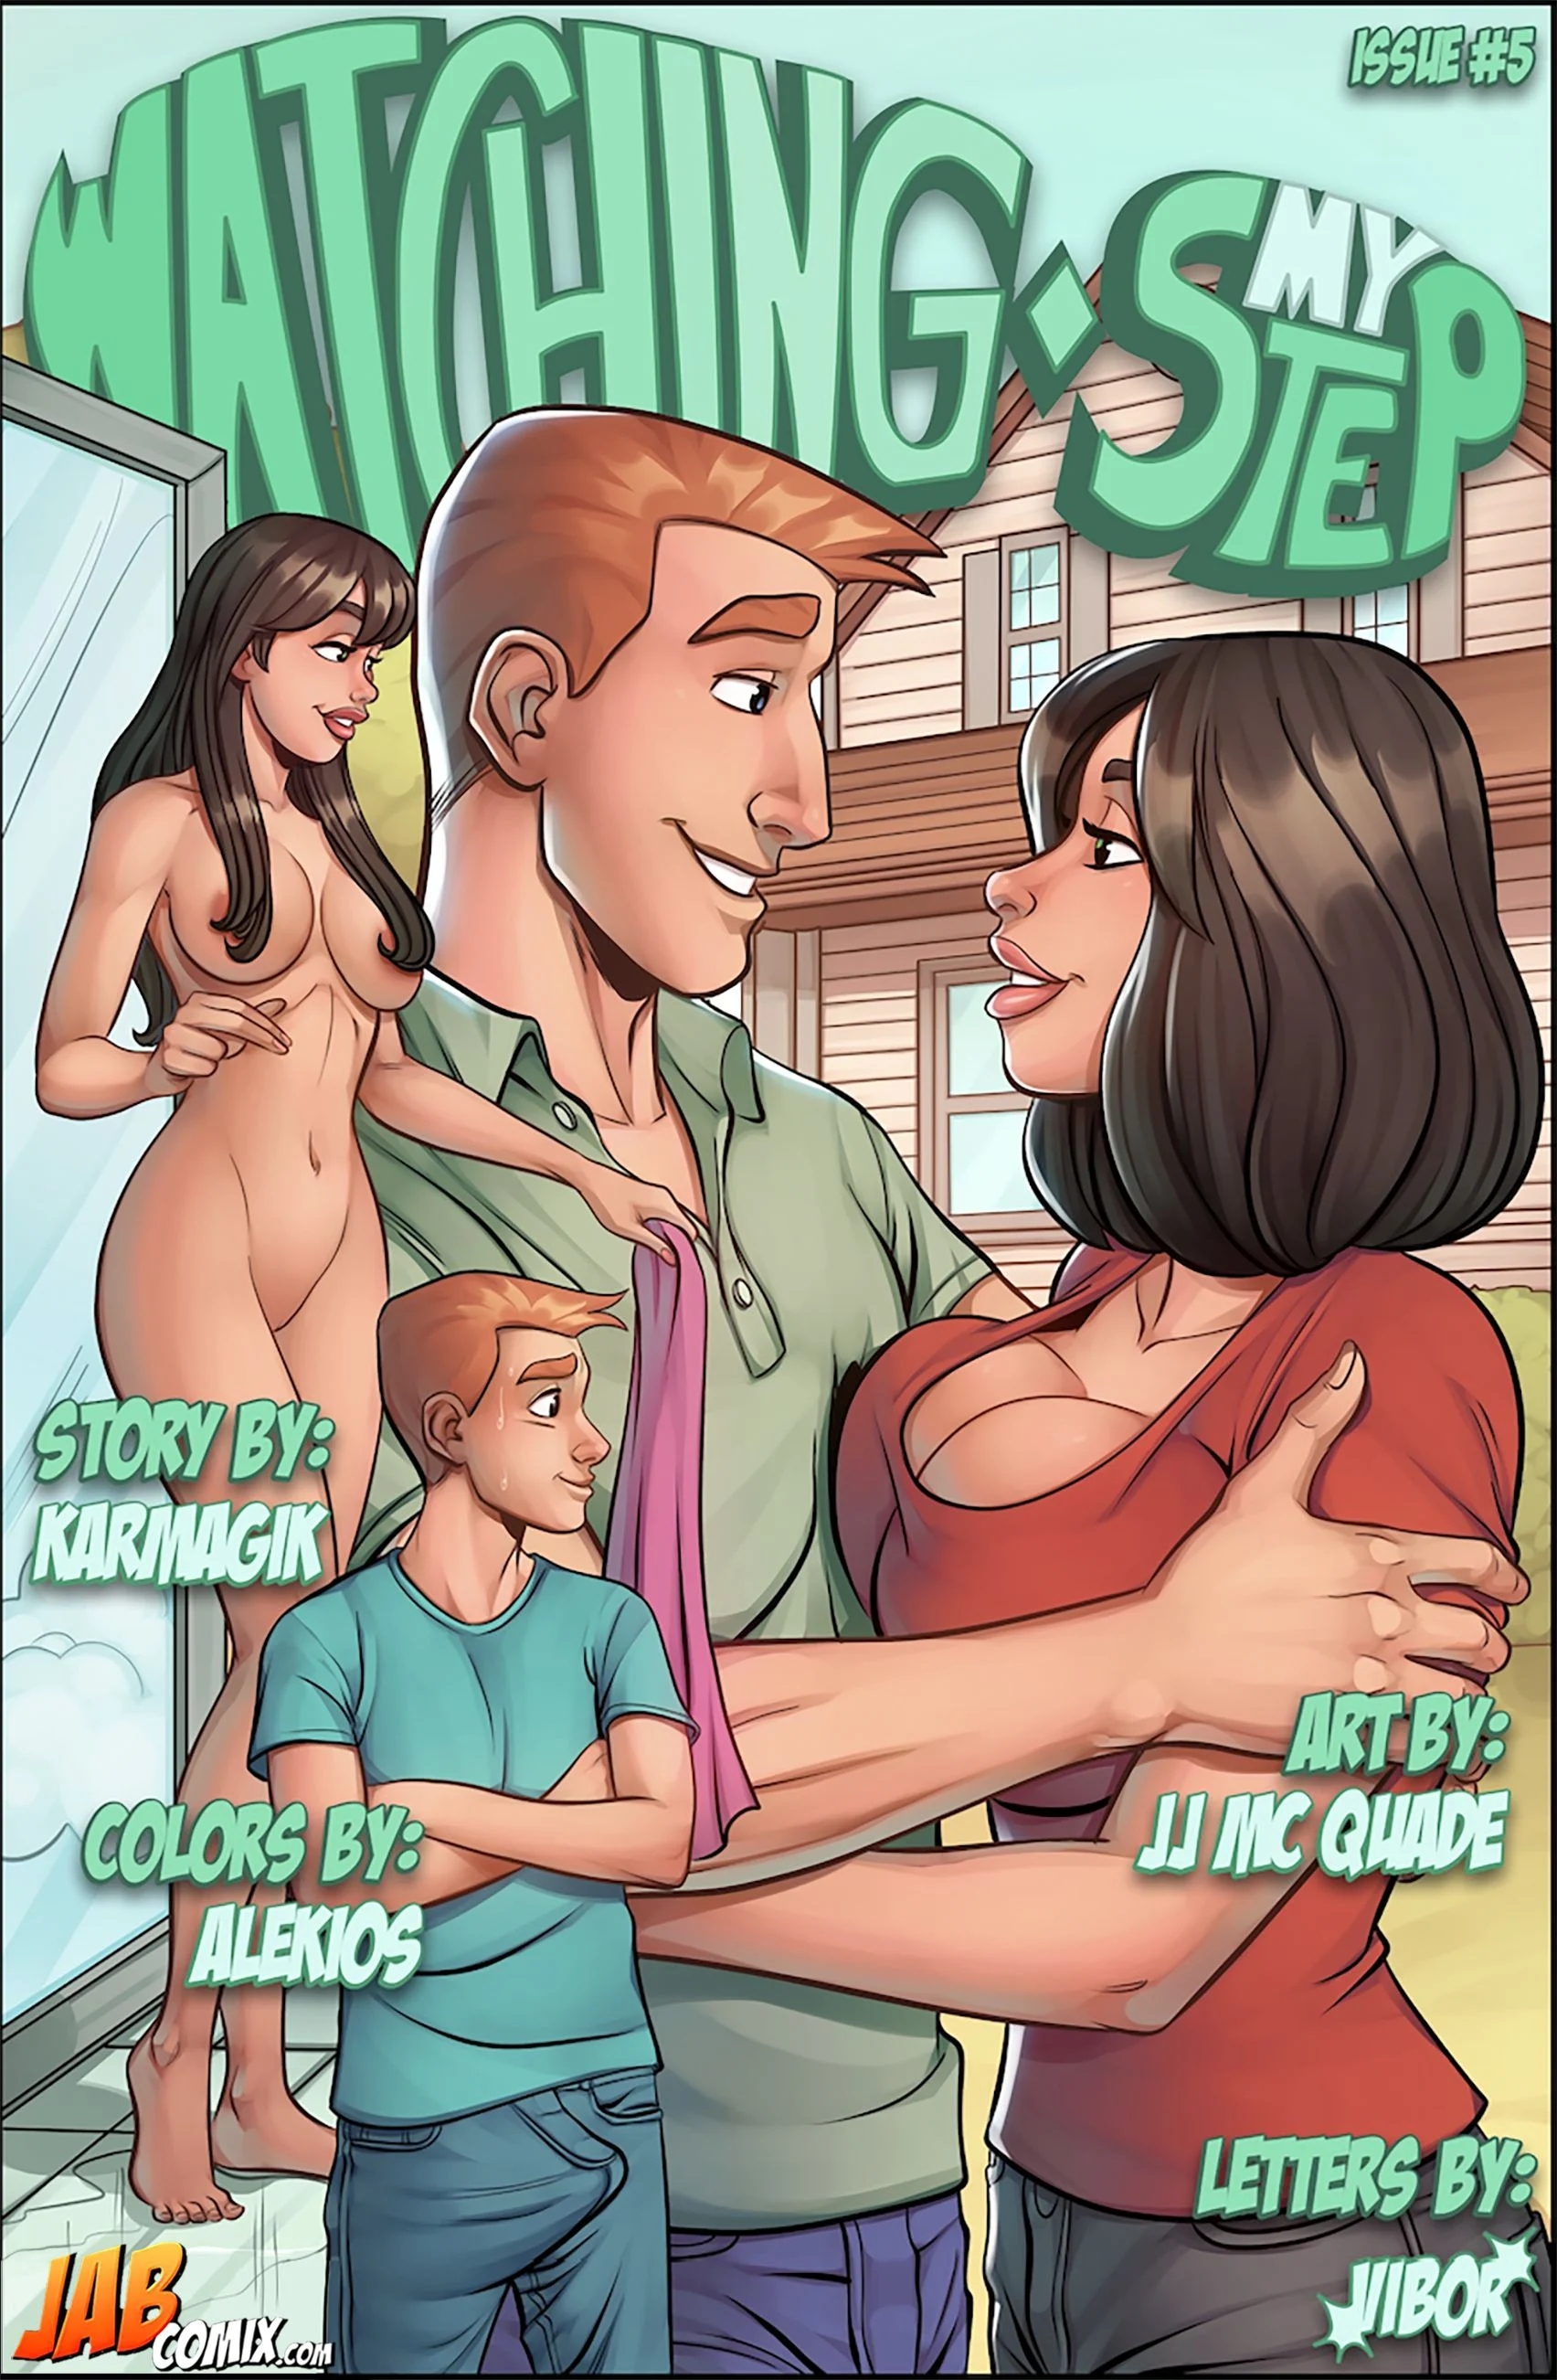 ISSUE #5
WATCHING·MY STEP
STORY BY:
KARMAGIK
ART BY:
JJ MC QUADE
COLORS BY:
ALEKIOS
LETTERS BY:
VIBOR
JAB
COMIX.COM